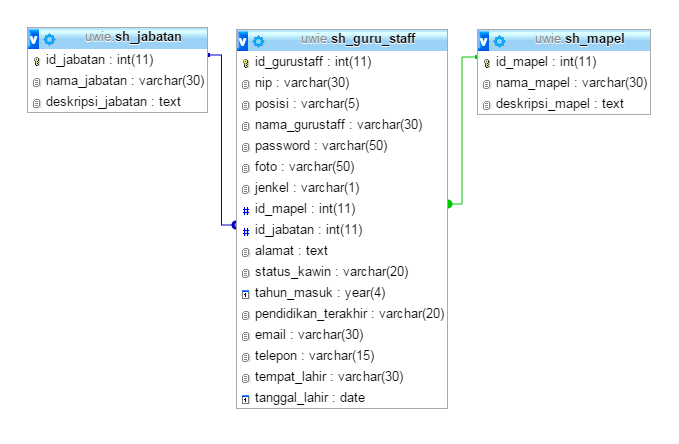 uwie.sh_jabatan
id_jabatan : int(11)
nama_jabatan : varchar(30)
deskripsi_jabatan : text
uwie.sh_guru_staff
id_gurustaff : int(11)
nip : varchar(30)
posisi : varchar(5)
nama_gurustaff : varchar(30)
password : varchar(50)
foto : varchar(50)
jenkel : varchar(1)
id_mapel : int(11)
id_jabatan : int(11)
alamat : text
status_kawin : varchar(20)
tahun_masuk : year(4)
pendidikan_terakhir : varchar(20)
email : varchar(30)
telepon : varchar(15)
tempat_lahir : varchar(30)
tanggal_lahir : date
uwie.sh_mapel
id_mapel : int(11)
nama_mapel : varchar(30)
deskripsi_mapel : text